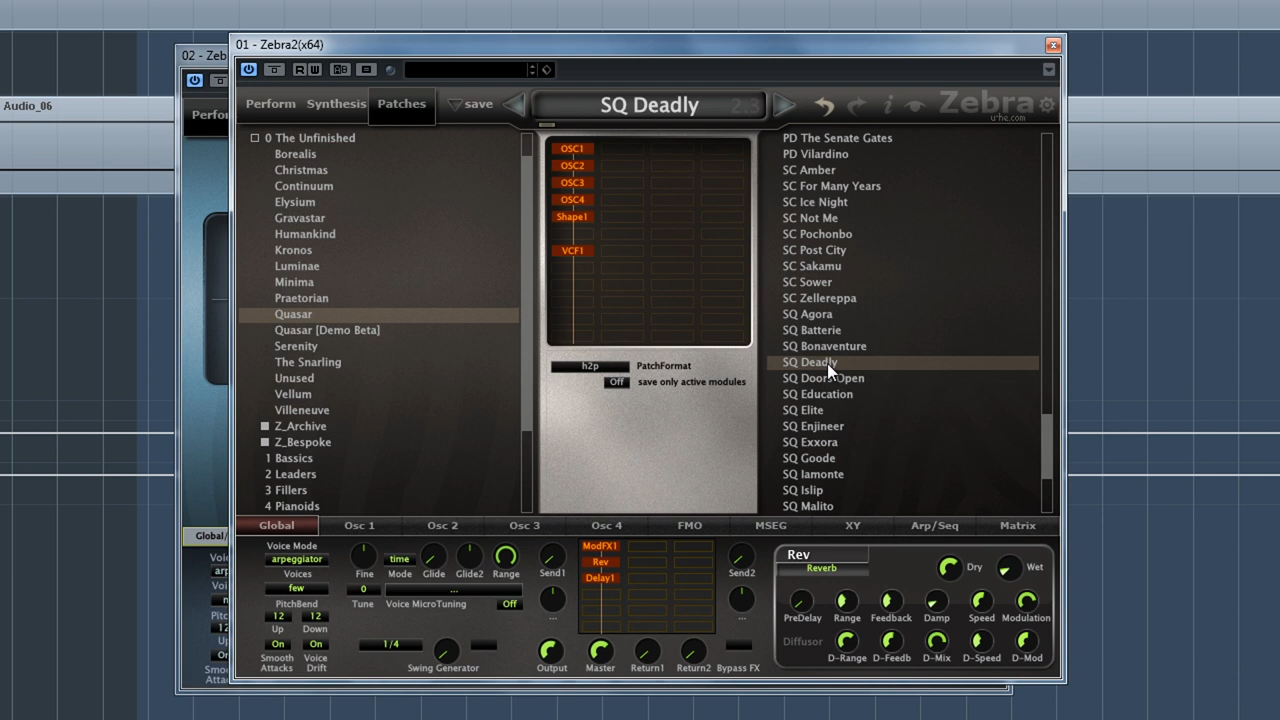 01 - Zebra2(x64)
02 - Zeb
R W
Audio_06
Perfo
Perform Synthesis Patches save SQ Deadly 2.3 Zebra
u-he.com
0 The Unfinished
Borealis
Christmas
Continuum
Elysium
Gravastar
Humankind
Kronos
Luminae
Minima
Praetorian
Quasar
Quasar [Demo Beta]
Serenity
The Snarling
Unused
Vellum
Villeneuve
Z_Archive
Z_Bespoke
1 Bassics
2 Leaders
3 Fillers
4 Pianoids
OSC1
OSC2
OSC3
OSC4
Shape1
VCF1
h2p PatchFormat
Off save only active modules
PD The Senate Gates
PD Vilardino
SC Amber
SC For Many Years
SC Ice Night
SC Not Me
SC Pochonbo
SC Post City
SC Sakamu
SC Sower
SC Zellereppa
SQ Agora
SQ Batterie
SQ Bonaventure
SQ Deadly
SQ Doors Open
SQ Education
SQ Elite
SQ Enjineer
SQ Exxora
SQ Goode
SQ Iamonte
SQ Islip
SQ Malito
Global Osc 1 Osc 2 Osc 3 Osc 4 FMO MSEG XY Arp/Seq Matrix
Global/
Voice Mode
arpeggiator
Voices
few
PitchBend
12 12
Up Down
On On
Smooth Attacks Voice Drift
Fine
time
Mode Glide Glide2 Range
0 ...
Tune Voice MicroTuning Off
1/4
Swing Generator
Send1
...
ModFX1
Rev
Delay1
Send2
...
Output Master Return1 Return2 Bypass FX
Rev
Reverb
Dry Wet
PreDelay Range Feedback Damp Speed Modulation
Diffusor
D-Range D-Feedb D-Mix D-Speed D-Mod